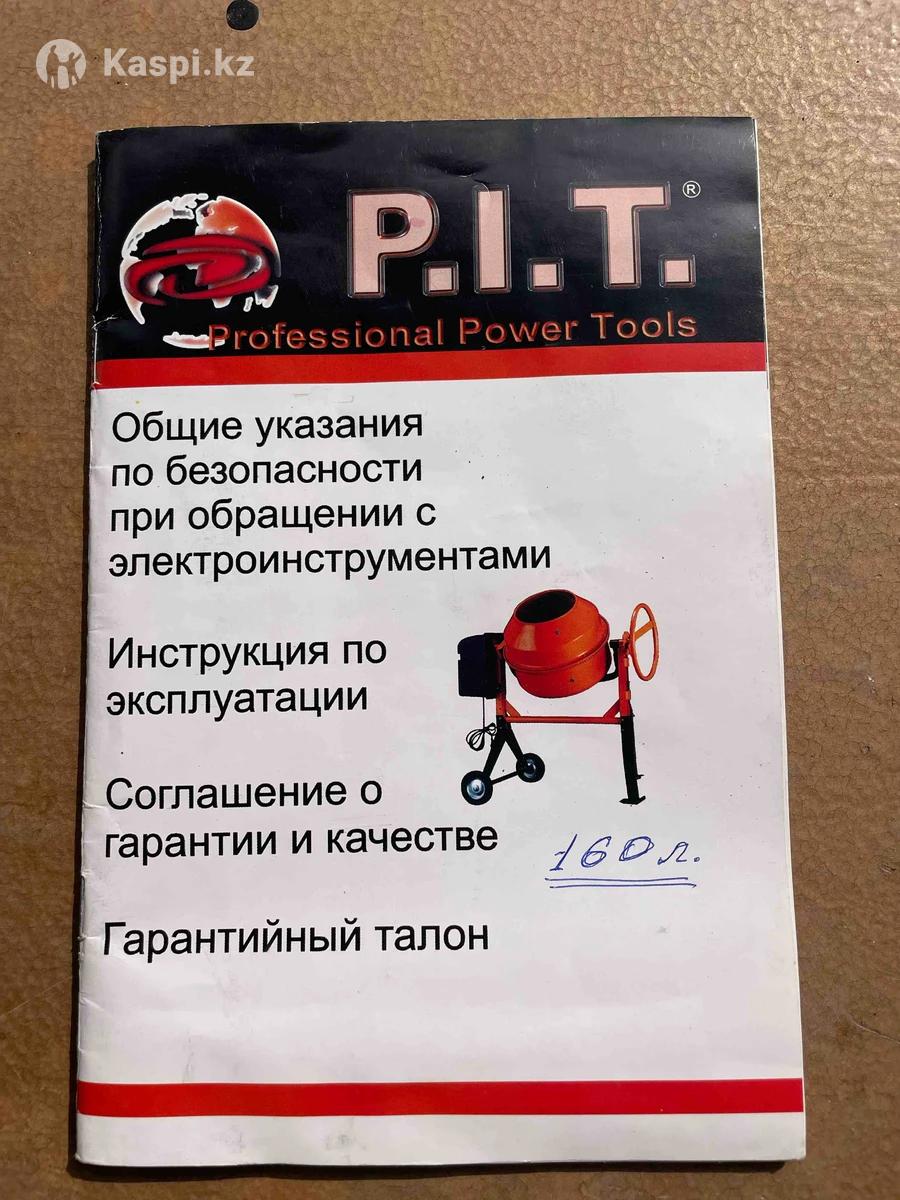 Kaspi.kz
P.I.T.®
Professional Power Tools
Общие указания
по безопасности
при обращении с
электроинструментами
Инструкция по
эксплуатации
Соглашение о
гарантии и качестве
160 л.
Гарантийный талон